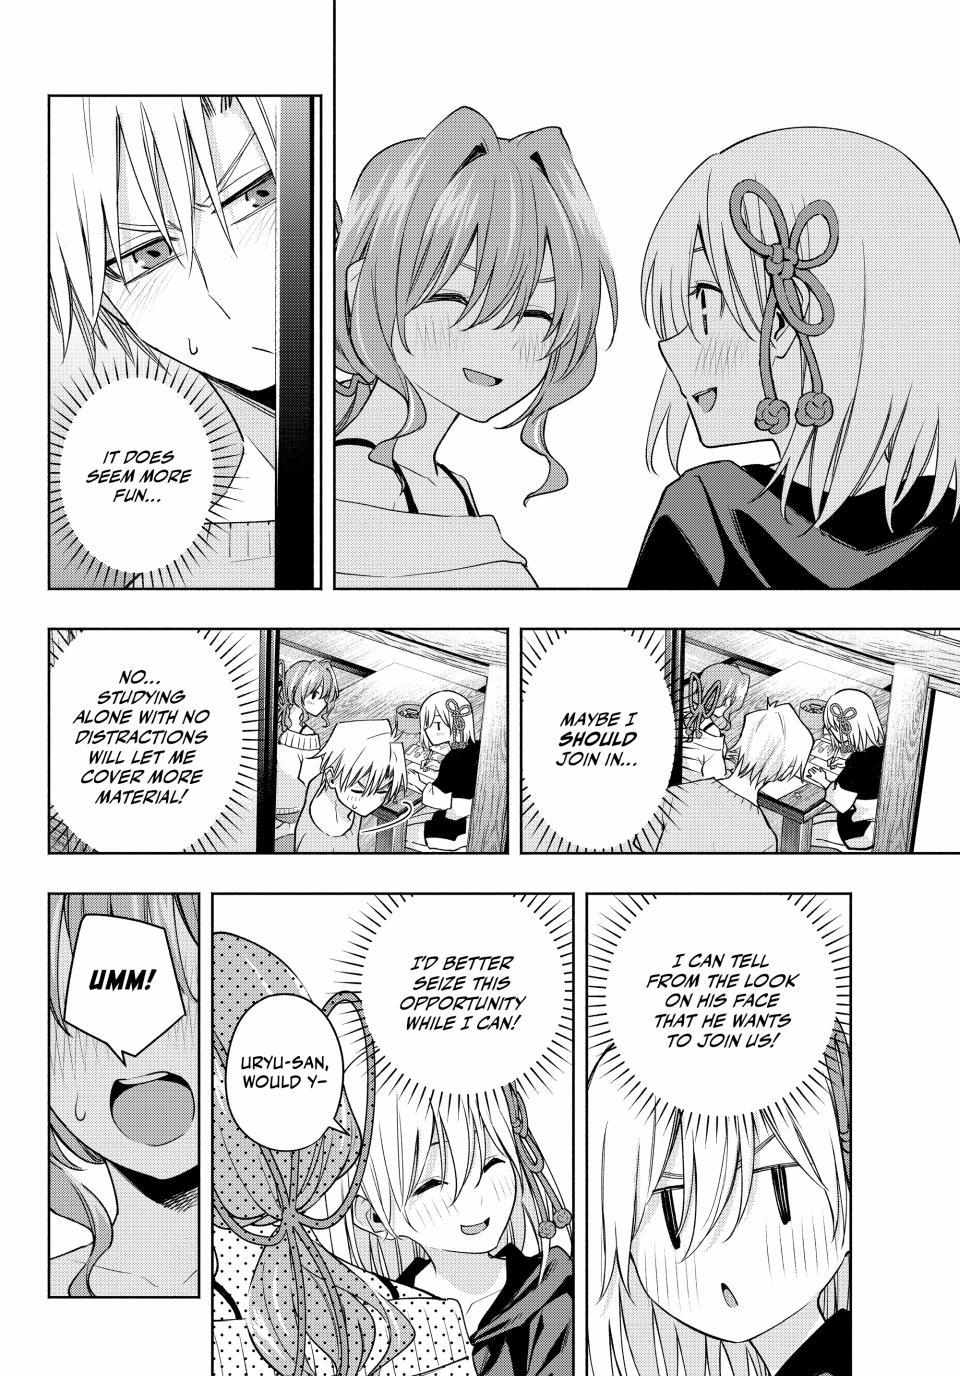 IT DOES
SEEM MORE
FUN...
MAYBE I
SHOULD
JOIN IN...
NO...
STUDYING
ALONE WITH NO
DISTRACTIONS
WILL LET ME
COVER MORE
MATERIAL!
I CAN TELL
FROM THE LOOK
ON HIS FACE
THAT HE WANTS
TO JOIN US!
I'D BETTER
SEIZE THIS
OPPORTUNITY
WHILE I CAN!
URYU-SAN,
WOULD Y-
UMM!